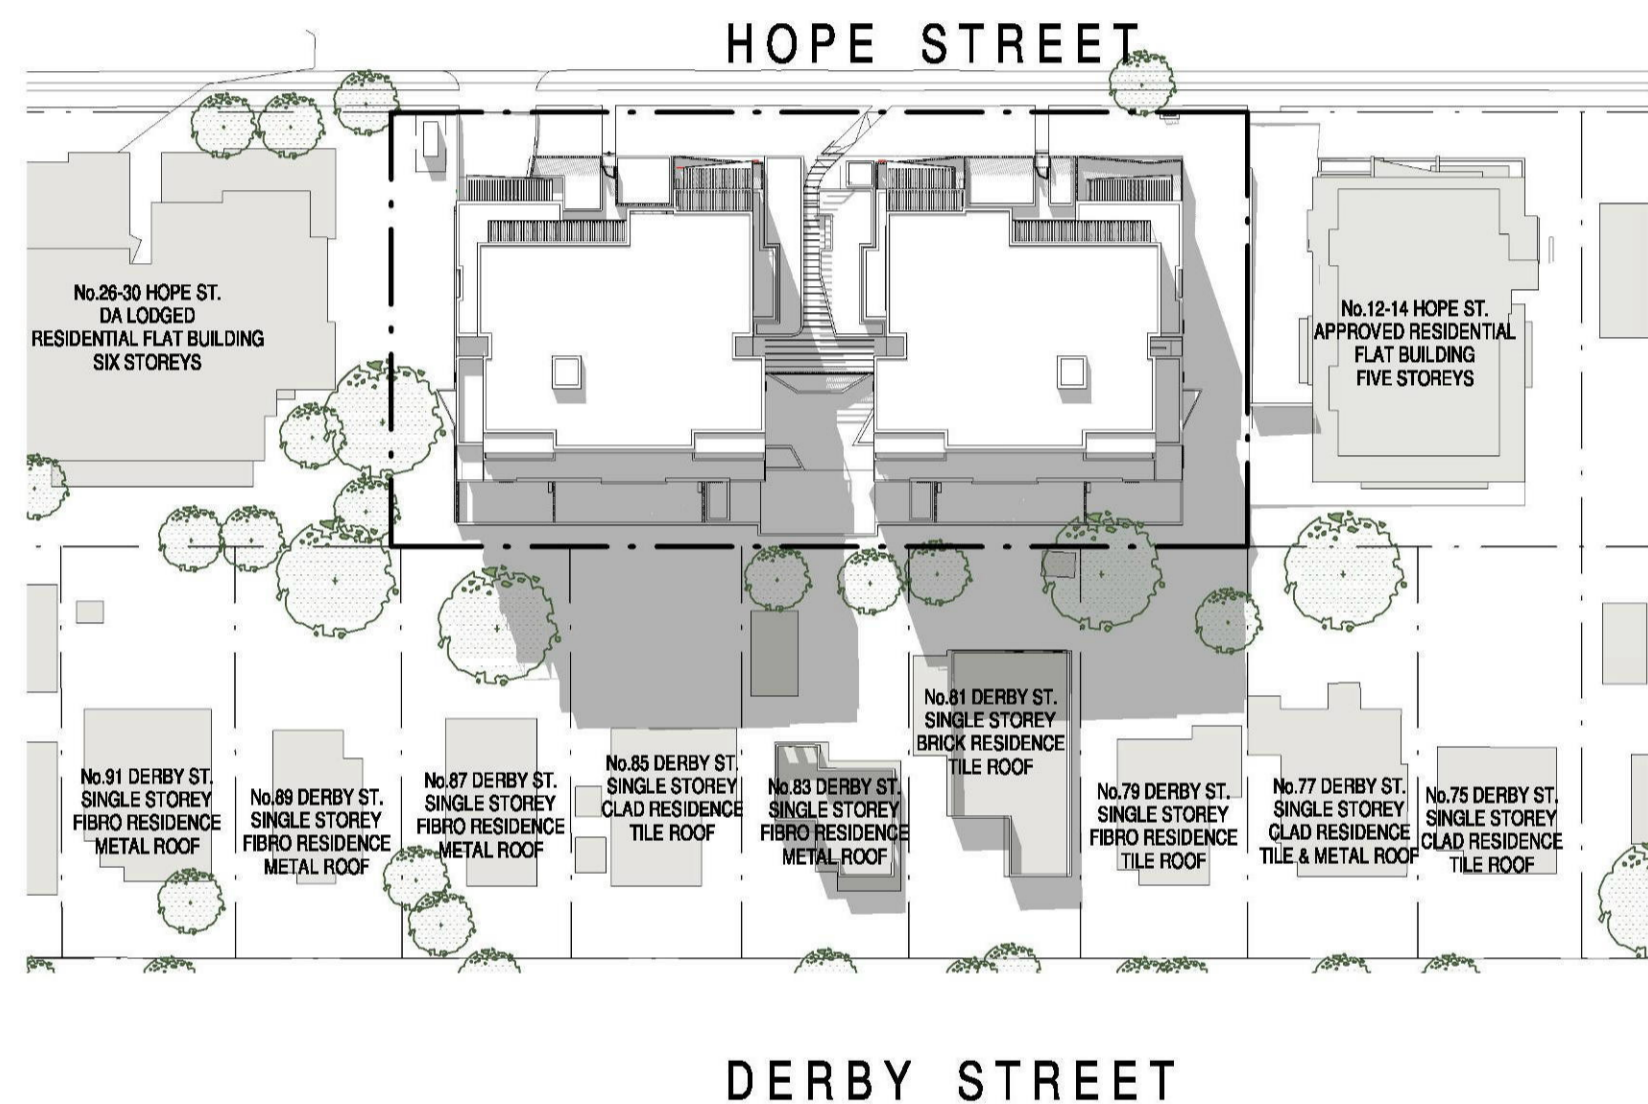 HOPE STREET
No.26-30 HOPE ST.
DA LODGED
RESIDENTIAL FLAT BUILDING
SIX STOREYS
No.12-14 HOPE ST.
APPROVED RESIDENTIAL
FLAT BUILDING
FIVE STOREYS
No.91 DERBY ST.
SINGLE STOREY
FIBRO RESIDENCE
METAL ROOF
No.89 DERBY ST.
SINGLE STOREY
FIBRO RESIDENCE
METAL ROOF
No.87 DERBY ST.
SINGLE STOREY
FIBRO RESIDENCE
METAL ROOF
No.85 DERBY ST.
SINGLE STOREY
CLAD RESIDENCE
TILE ROOF
No.83 DERBY ST.
SINGLE STOREY
FIBRO RESIDENCE
METAL ROOF
No.81 DERBY ST.
SINGLE STOREY
BRICK RESIDENCE
TILE ROOF
No.79 DERBY ST.
SINGLE STOREY
FIBRO RESIDENCE
TILE ROOF
No.77 DERBY ST.
SINGLE STOREY
CLAD RESIDENCE
TILE & METAL ROOF
No.75 DERBY ST.
SINGLE STOREY
CLAD RESIDENCE
TILE ROOF
DERBY STREET